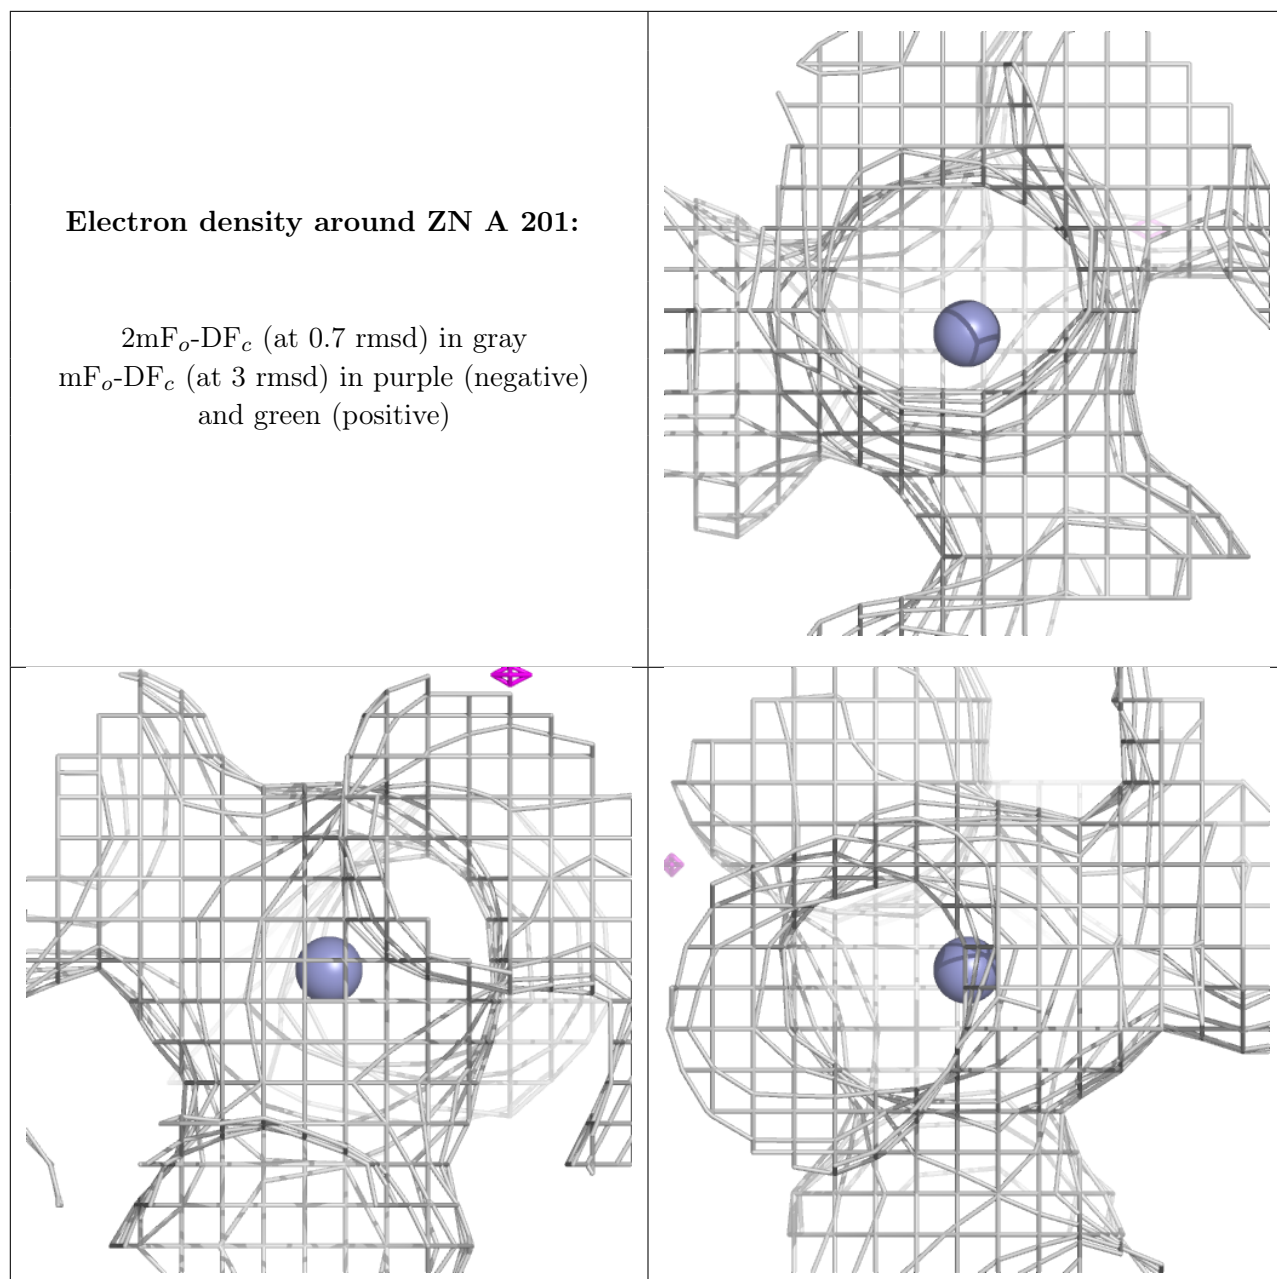 Electron density around ZN A 201:
2mFₒ-DF𝒸 (at 0.7 rmsd) in gray
mFₒ-DF𝒸 (at 3 rmsd) in purple (negative)
and green (positive)